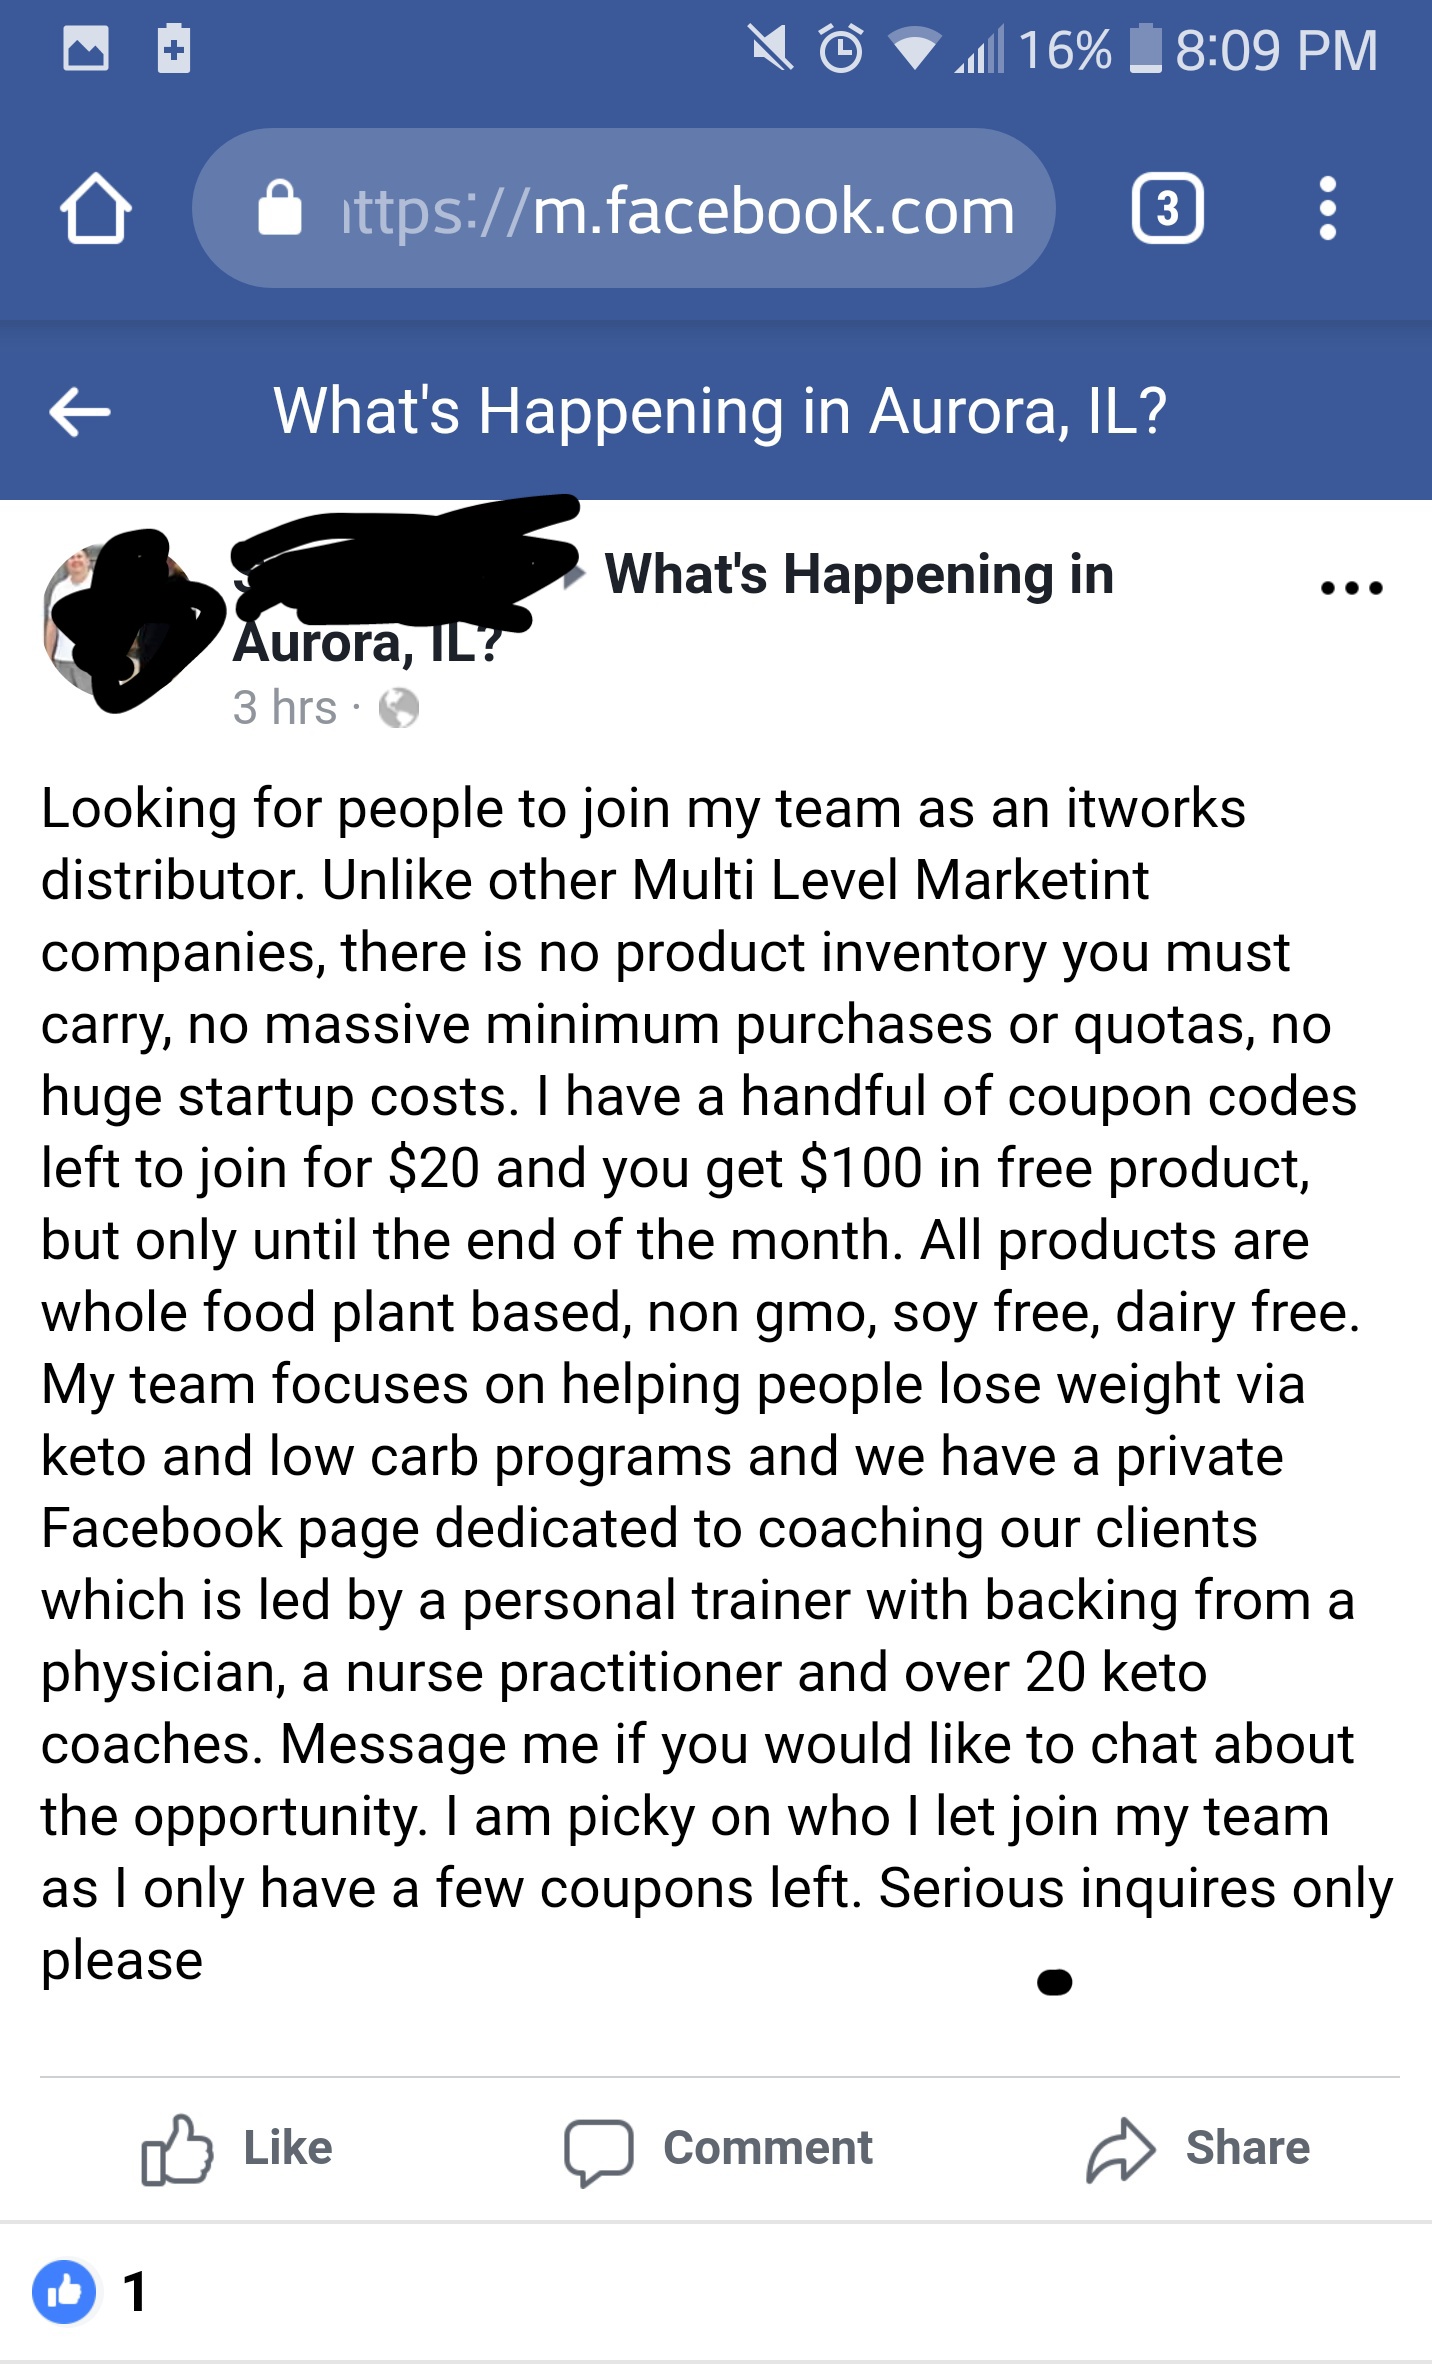 16% 8:09 PM
ttps://m.facebook.com
3
What's Happening in Aurora, IL?
What's Happening in
Aurora, IL?
3 hrs ·
Looking for people to join my team as an itworks
distributor. Unlike other Multi Level Marketint
companies, there is no product inventory you must
carry, no massive minimum purchases or quotas, no
huge startup costs. I have a handful of coupon codes
left to join for $20 and you get $100 in free product,
but only until the end of the month. All products are
whole food plant based, non gmo, soy free, dairy free.
My team focuses on helping people lose weight via
keto and low carb programs and we have a private
Facebook page dedicated to coaching our clients
which is led by a personal trainer with backing from a
physician, a nurse practitioner and over 20 keto
coaches. Message me if you would like to chat about
the opportunity. I am picky on who I let join my team
as I only have a few coupons left. Serious inquires only
please
Like Comment Share
1